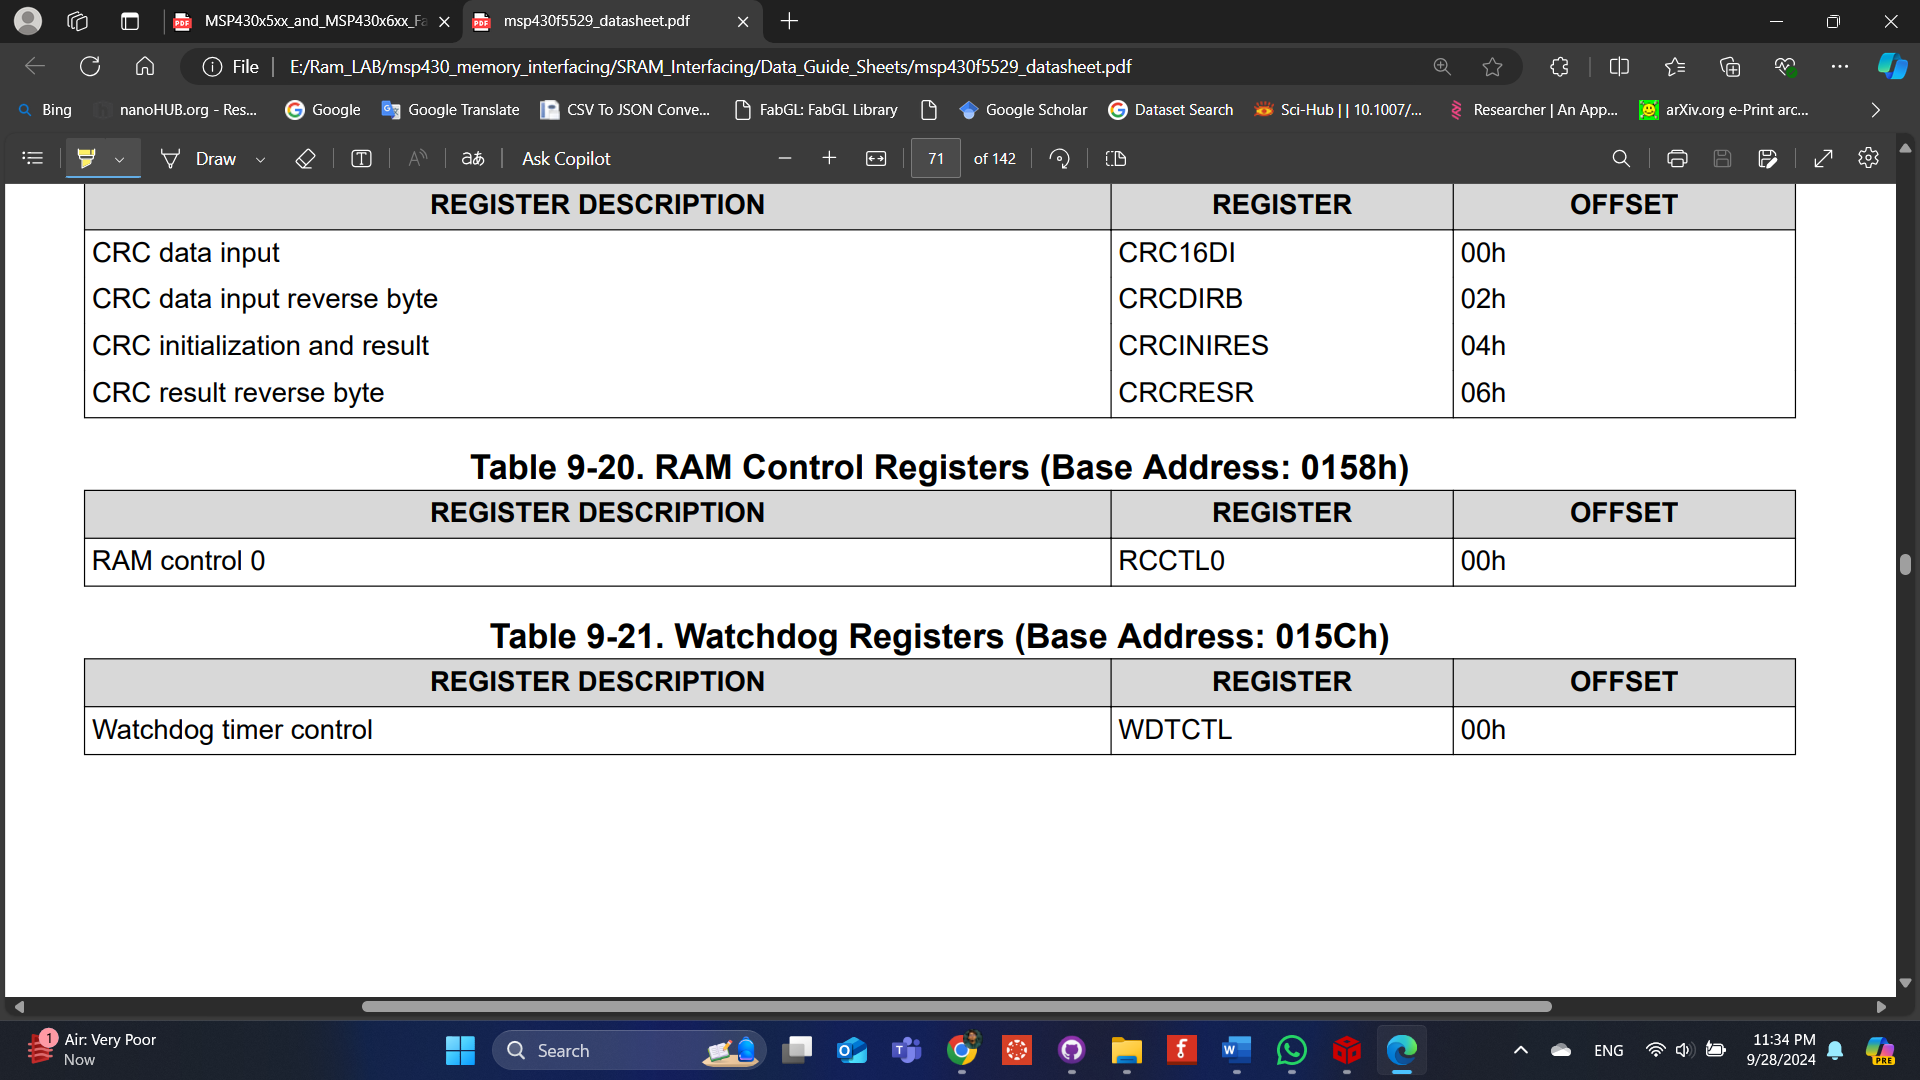 MSP430x5xx_and_MSP430x6xx_Fa
msp430f5529_datasheet.pdf
File
E:/Ram_LAB/msp430_memory_interfacing/SRAM_Interfacing/Data_Guide_Sheets/msp430f5529_datasheet.pdf
Bing
nanoHUB.org - Res...
Google
Google Translate
CSV To JSON Conve...
FabGL: FabGL Library
Google Scholar
Dataset Search
Sci-Hub | | 10.1007/...
Researcher | An App...
arXiv.org e-Print arc...
Draw
Ask Copilot
71 of 142
REGISTER DESCRIPTION REGISTER OFFSET
CRC data input CRC16DI 00h
CRC data input reverse byte CRCDIRB 02h
CRC initialization and result CRCINIRES 04h
CRC result reverse byte CRCRESR 06h
Table 9-20. RAM Control Registers (Base Address: 0158h)
REGISTER DESCRIPTION REGISTER OFFSET
RAM control 0 RCCTL0 00h
Table 9-21. Watchdog Registers (Base Address: 015Ch)
REGISTER DESCRIPTION REGISTER OFFSET
Watchdog timer control WDTCTL 00h
1
Air: Very Poor
Now
Search
ENG
11:34 PM
9/28/2024
PRE